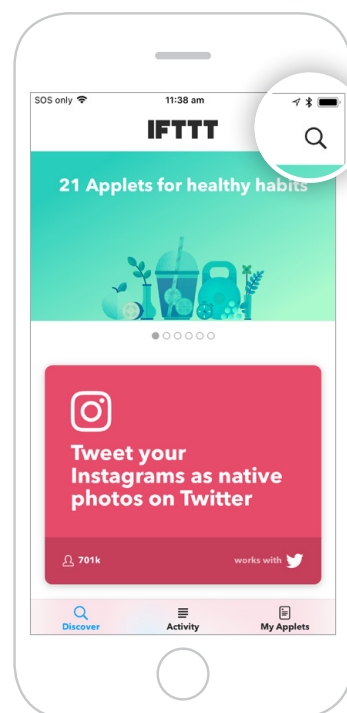 SOS only 11:38 am
IFTTT
21 Applets for healthy habits
Tweet your
Instagrams as native
photos on Twitter
701k works with
Discover Activity My Applets